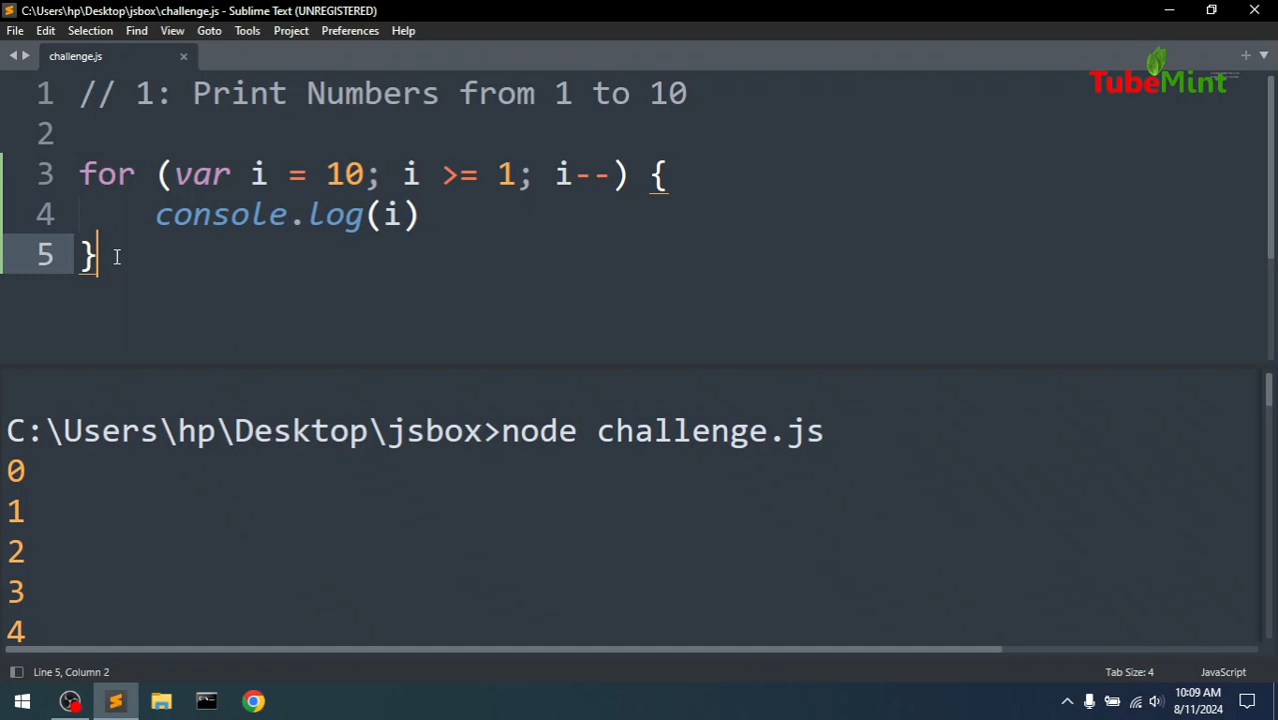 C:\Users\hp\Desktop\jsbox\challenge.js - Sublime Text (UNREGISTERED)
File Edit Selection Find View Goto Tools Project Preferences Help
challenge.js
TubeMint
1 // 1: Print Numbers from 1 to 10
2
3 for (var i = 10; i >= 1; i--) {
4 console.log(i)
5 }
C:\Users\hp\Desktop\jsbox>node challenge.js
0
1
2
3
4
Line 5, Column 2
Tab Size: 4
JavaScript
10:09 AM
8/11/2024